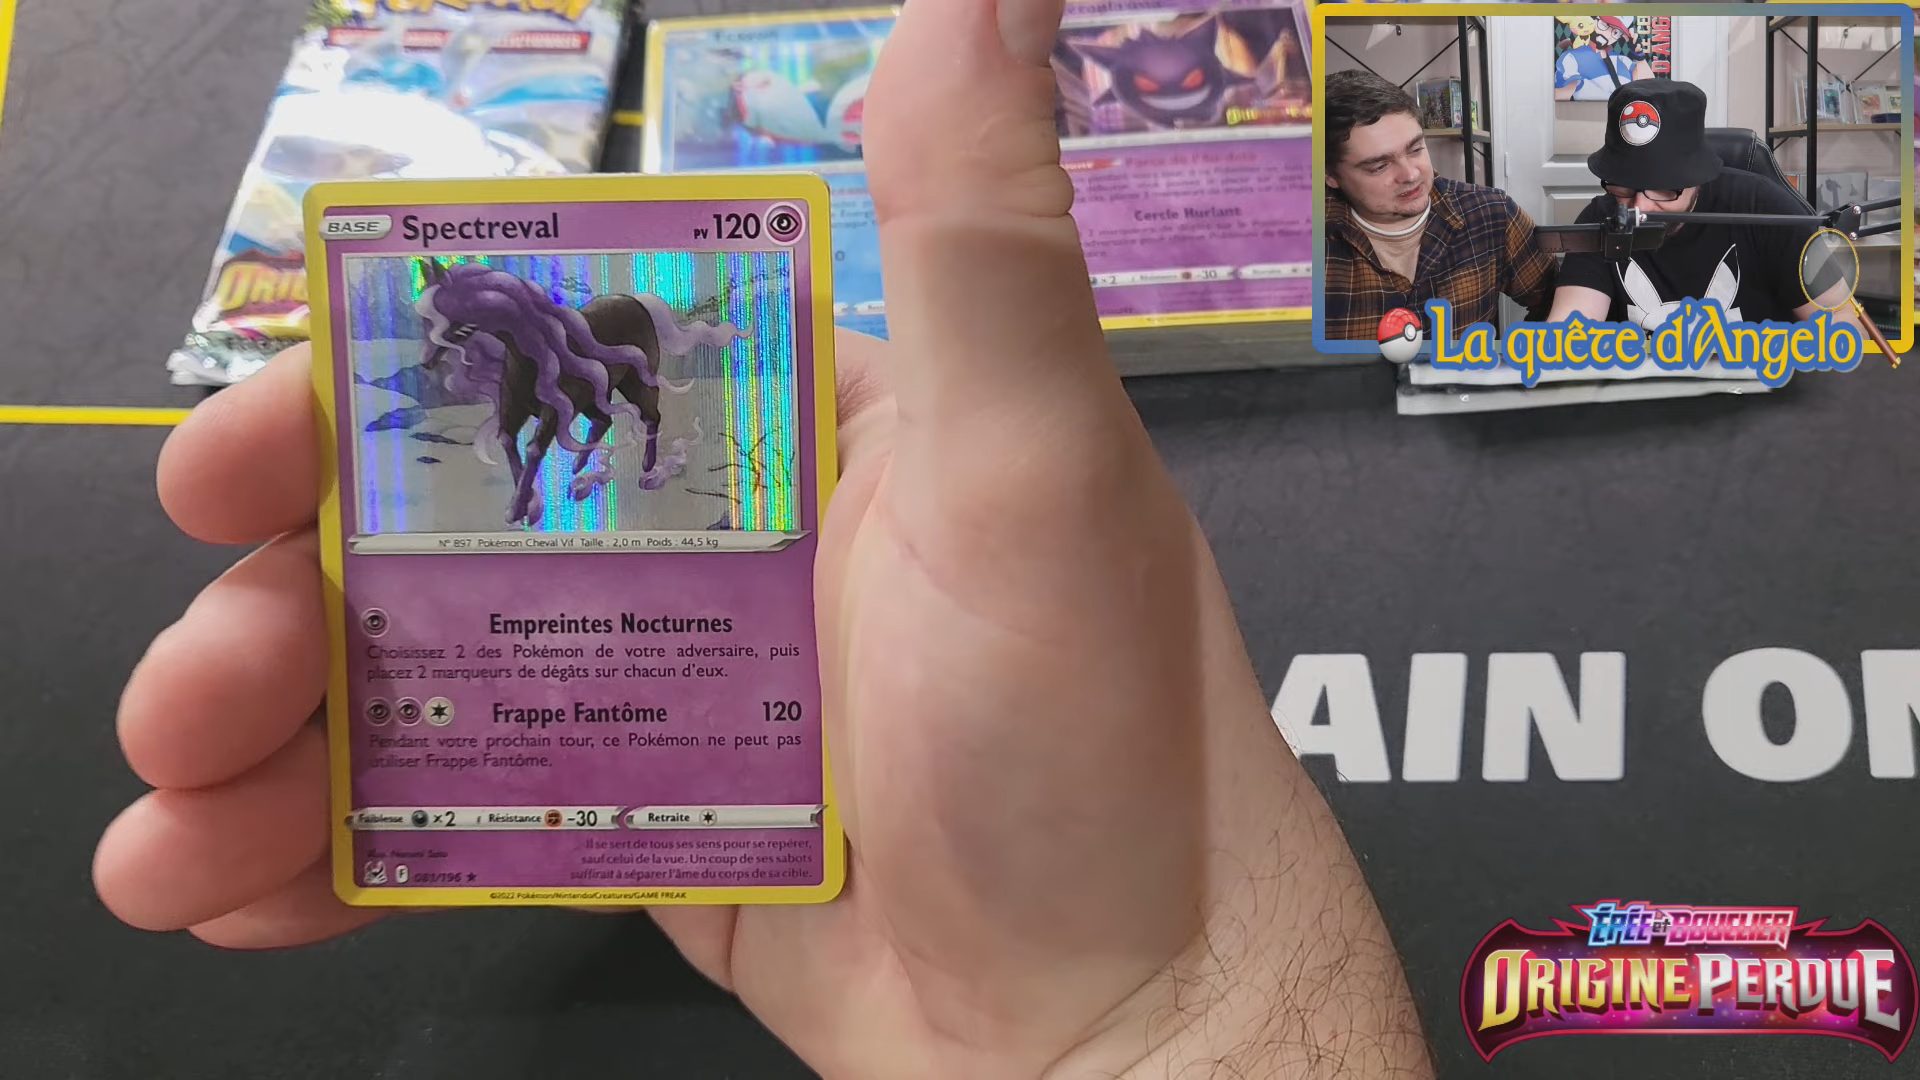 BASE Spectreval PV 120
N° 897 Pokémon Cheval Vif Taille : 2,0 m Poids : 44,5 kg
Empreintes Nocturnes
Choisissez 2 des Pokémon de votre adversaire, puis
placez 2 marqueurs de dégâts sur chacun d'eux.
Frappe Fantôme 120
Pendant votre prochain tour, ce Pokémon ne peut pas
utiliser Frappe Fantôme.
Faiblesse ×2 Résistance -30 Retraite
Il se sert de tous ses sens pour se repérer,
sauf celui de la vue. Un coup de ses sabots
suffirait à séparer l'âme du corps de sa cible.
F 081/196
©2022 Pokémon/Nintendo/Creatures/GAME FREAK
Cercle Hurlant
×2 Résistance -30
La quête d'Angelo
AIN ON
ÉPÉE et BOUCLIER
ORIGINE PERDUE